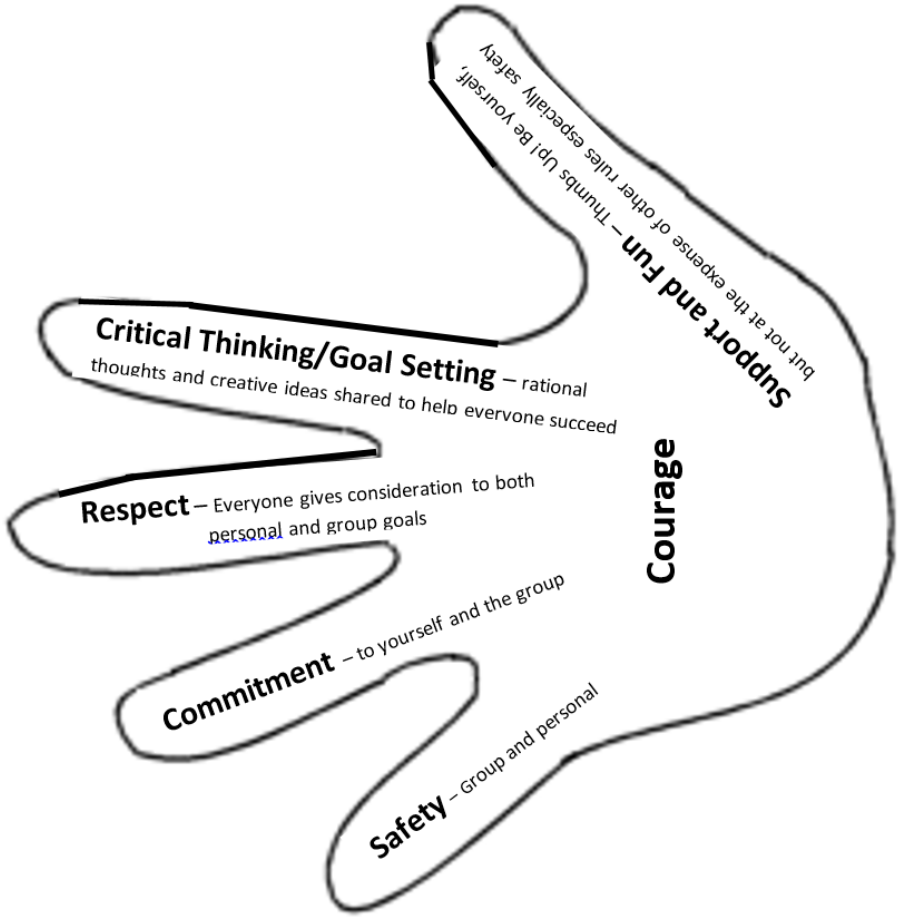 Support and Fun – Thumbs Up! Be yourself,
but not at the expense of other rules especially safety
Critical Thinking/Goal Setting – rational
thoughts and creative ideas shared to help everyone succeed
Respect – Everyone gives consideration to both
personal and group goals
Courage
Commitment – to yourself and the group
Safety – Group and personal